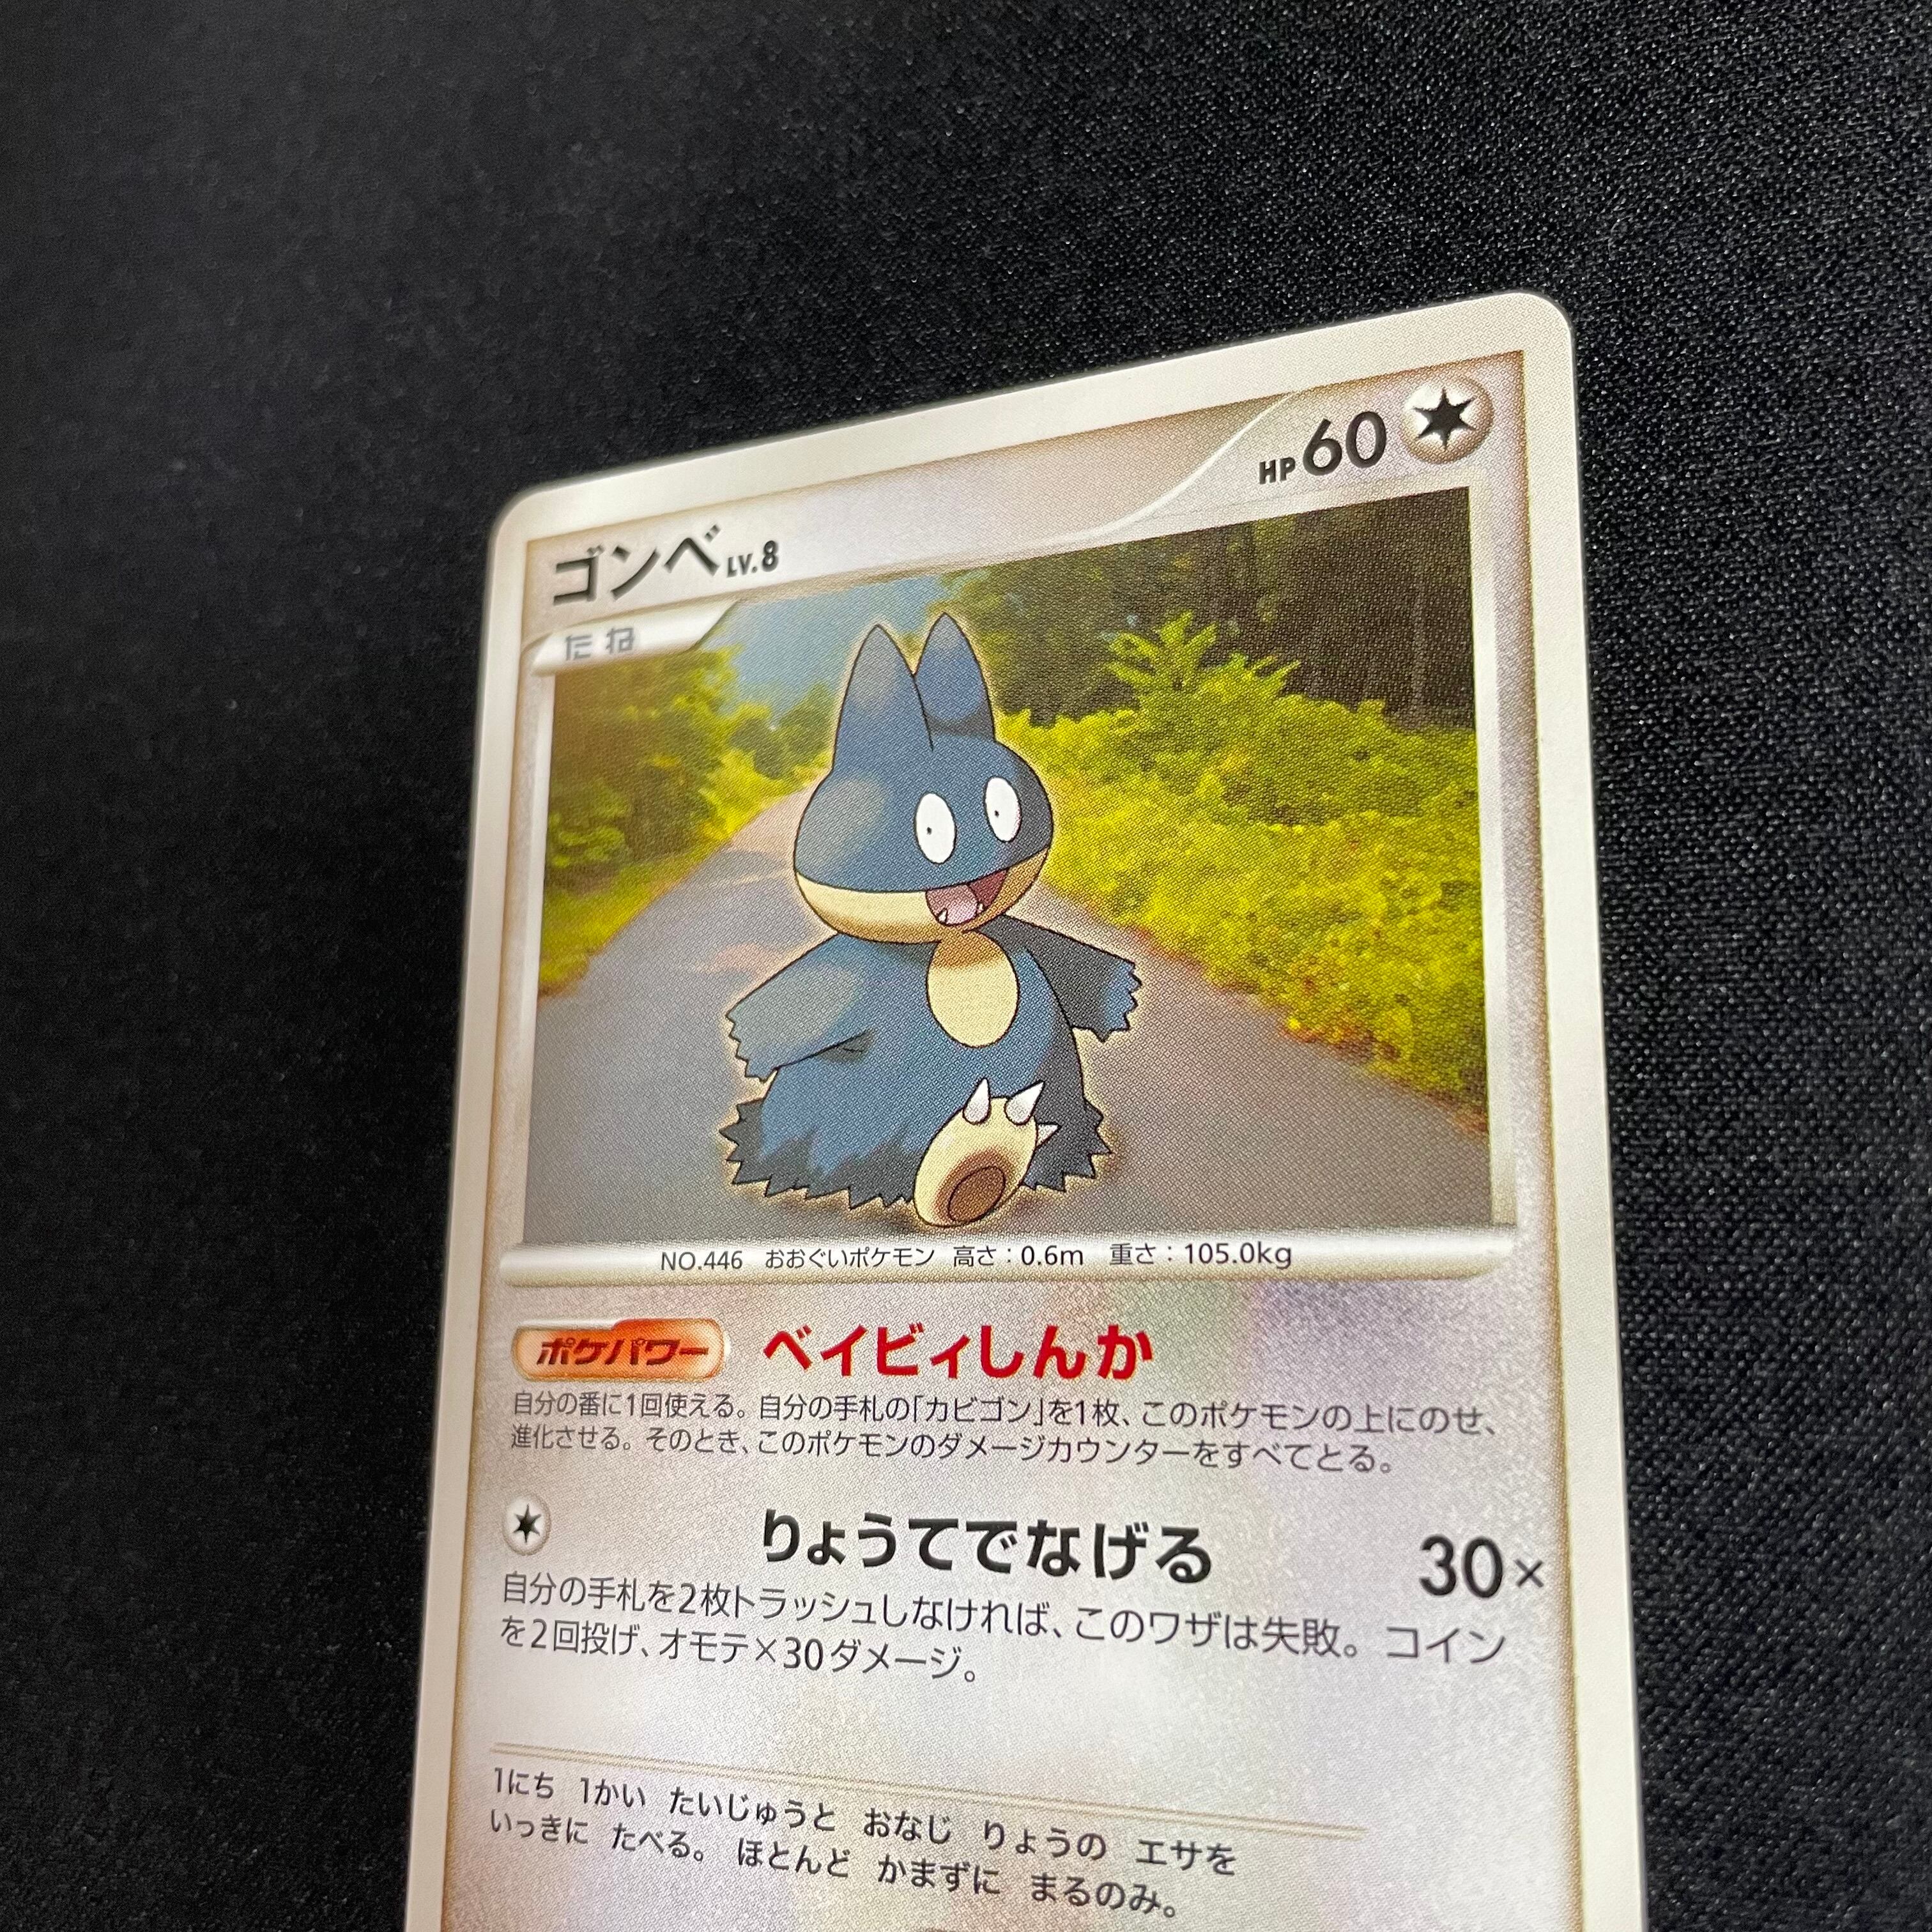 ゴンベ LV.8 HP 60
たね
NO.446 おおぐいポケモン 高さ:0.6m 重さ:105.0kg
ポケパワー ベイビィしんか
自分の番に1回使える。自分の手札の「カビゴン」を1枚、このポケモンの上にのせ、
進化させる。そのとき、このポケモンのダメージカウンターをすべてとる。
りょうてでなげる 30×
自分の手札を2枚トラッシュしなければ、このワザは失敗。コイン
を2回投げ、オモテ×30ダメージ。
1にち 1かい たいじゅうと おなじ りょうの エサを
いっきに たべる。 ほとんど かまずに まるのみ。